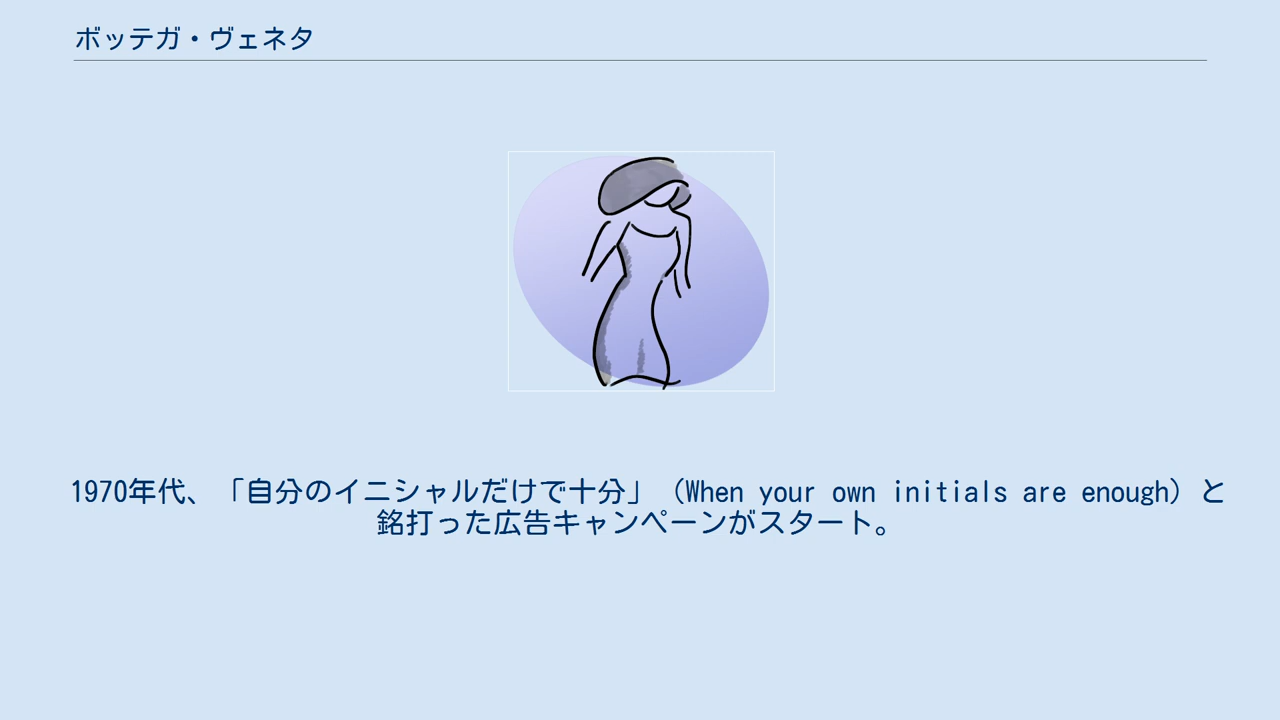 ボッテガ・ヴェネタ
1970年代、「自分のイニシャルだけで十分」（When your own initials are enough）と
銘打った広告キャンペーンがスタート。